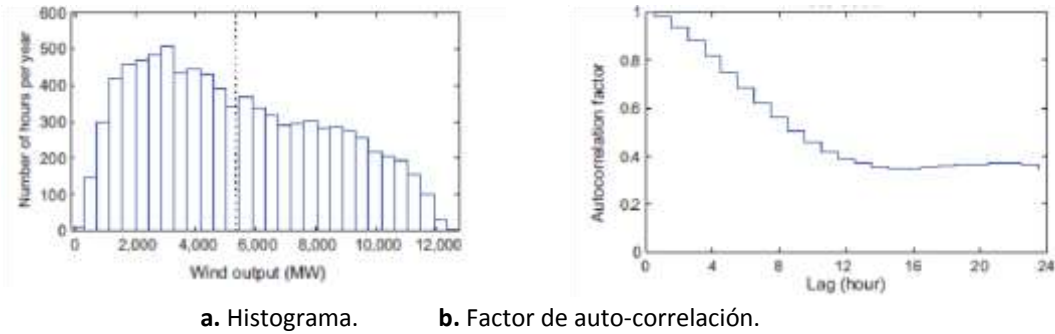 600
500
400
300
200
100
0
Number of hours per year
0 2,000 4,000 6,000 8,000 10,000 12,000
Wind output (MW)
1
0.8
0.6
0.4
0.2
0
Autocorrelation factor
0 4 8 12 16 20 24
Lag (hour)
a. Histograma. b. Factor de auto-correlación.